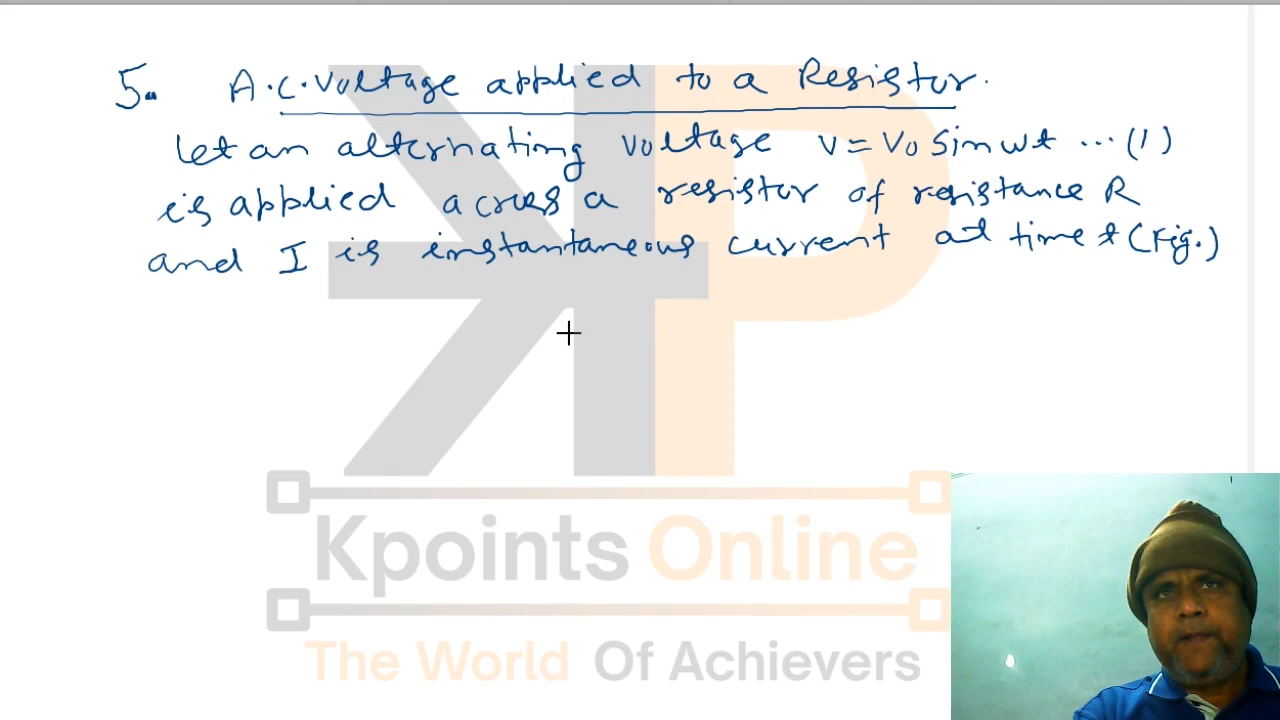 5. A.C. Voltage applied to a Resistor.
Let an alternating voltage V = V0 Sin wt ... (1)
is applied across a resistor of resistance R
and I is instantaneous current at time t (Fig.)
Kpoints Online
The World Of Achievers